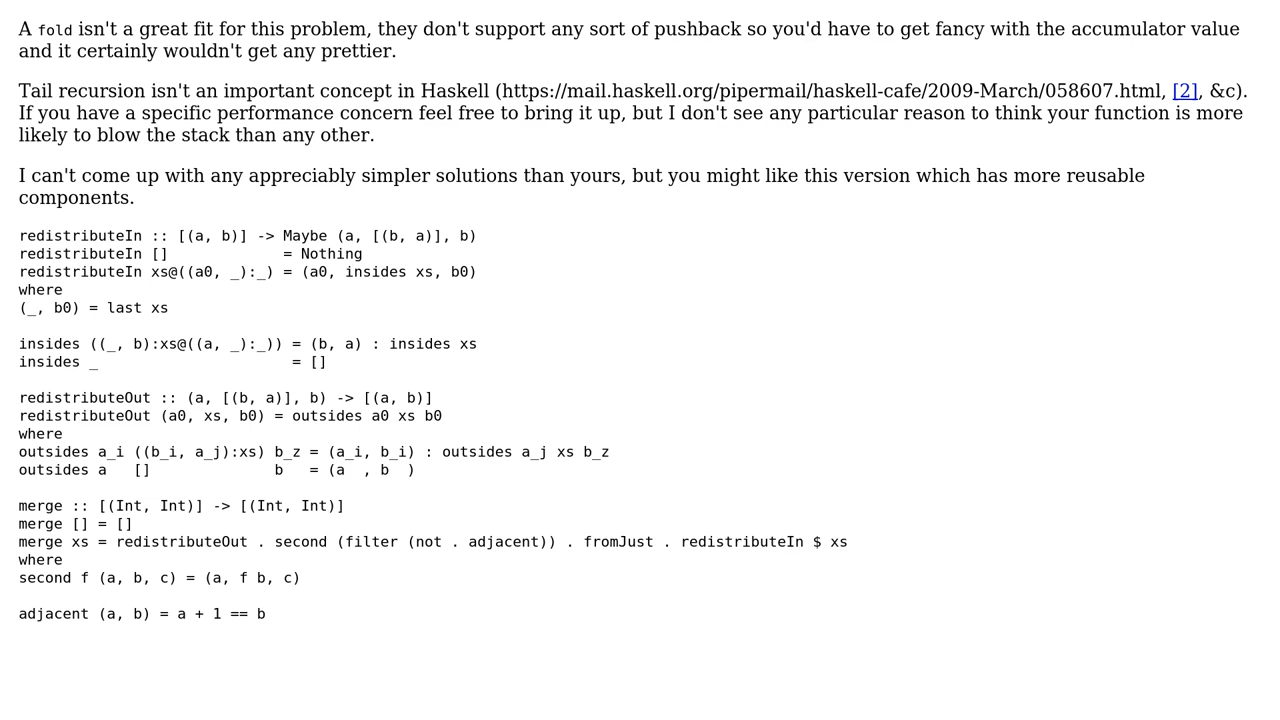 A fold isn't a great fit for this problem, they don't support any sort of pushback so you'd have to get fancy with the accumulator value
and it certainly wouldn't get any prettier.
Tail recursion isn't an important concept in Haskell (https://mail.haskell.org/pipermail/haskell-cafe/2009-March/058607.html, [2], &c).
If you have a specific performance concern feel free to bring it up, but I don't see any particular reason to think your function is more
likely to blow the stack than any other.
I can't come up with any appreciably simpler solutions than yours, but you might like this version which has more reusable
components.
redistributeIn :: [(a, b)] -> Maybe (a, [(b, a)], b)
redistributeIn []             = Nothing
redistributeIn xs@((a0, _):_) = (a0, insides xs, b0)
where
(_, b0) = last xs
insides ((_, b):xs@((a, _):_)) = (b, a) : insides xs
insides _                      = []
redistributeOut :: (a, [(b, a)], b) -> [(a, b)]
redistributeOut (a0, xs, b0) = outsides a0 xs b0
where
outsides a_i ((b_i, a_j):xs) b_z = (a_i, b_i) : outsides a_j xs b_z
outsides a   []              b   = (a  , b  )
merge :: [(Int, Int)] -> [(Int, Int)]
merge [] = []
merge xs = redistributeOut . second (filter (not . adjacent)) . fromJust . redistributeIn $ xs
where
second f (a, b, c) = (a, f b, c)
adjacent (a, b) = a + 1 == b